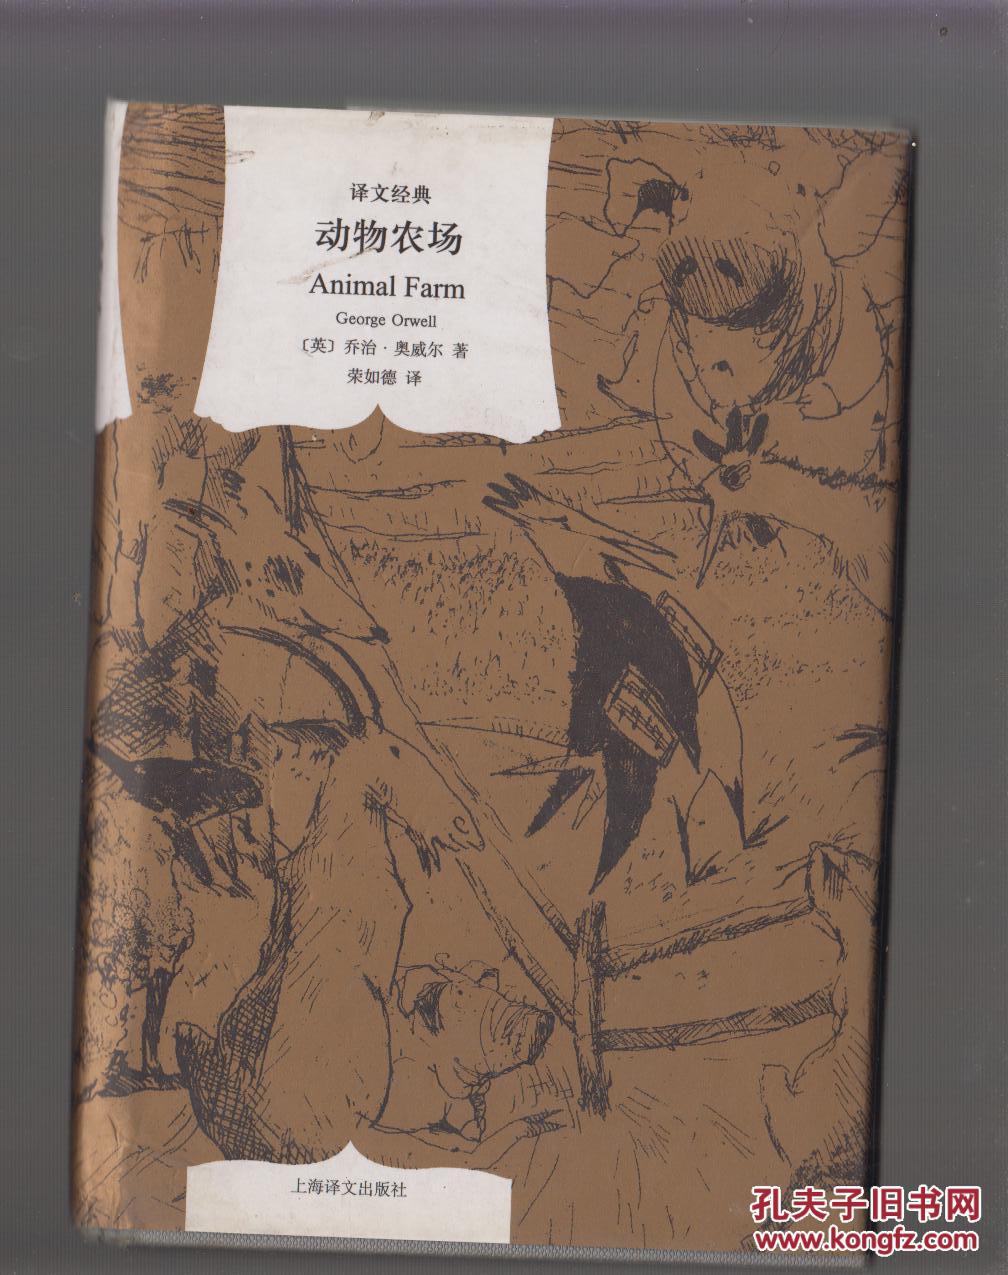 译文经典
动物农场
Animal Farm
George Orwell
〔英〕乔治·奥威尔 著
荣如德 译
上海译文出版社
孔夫子旧书网
www.kongfz.com